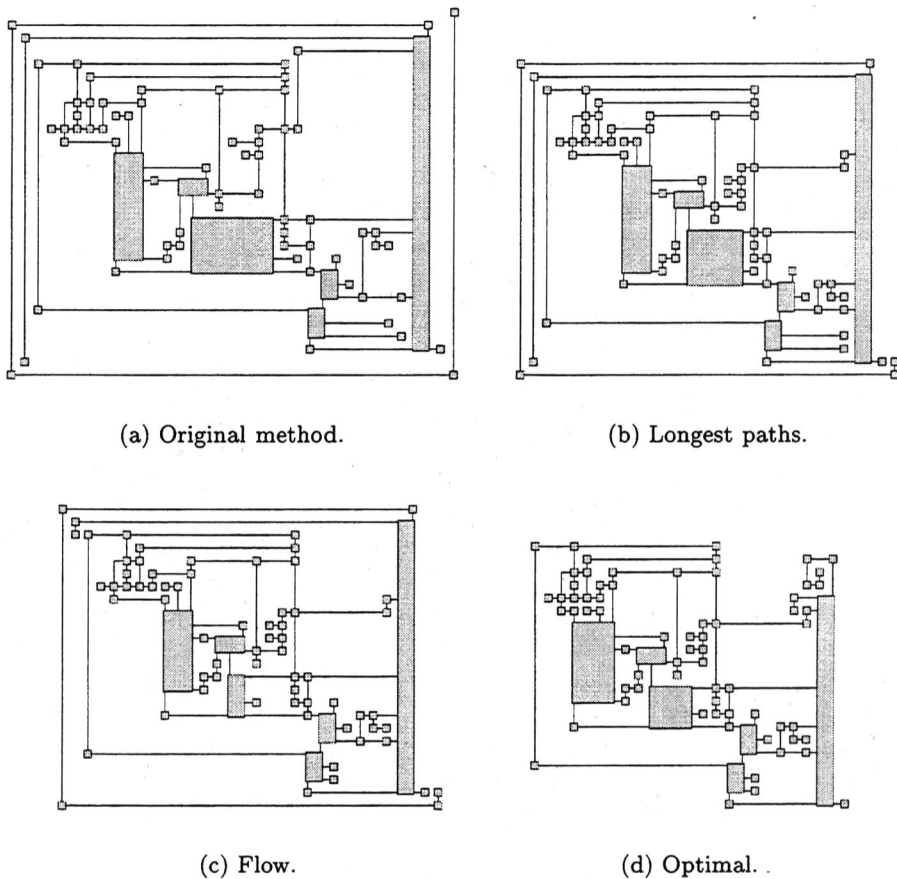 (a) Original method.
(b) Longest paths.
(c) Flow.
(d) Optimal.